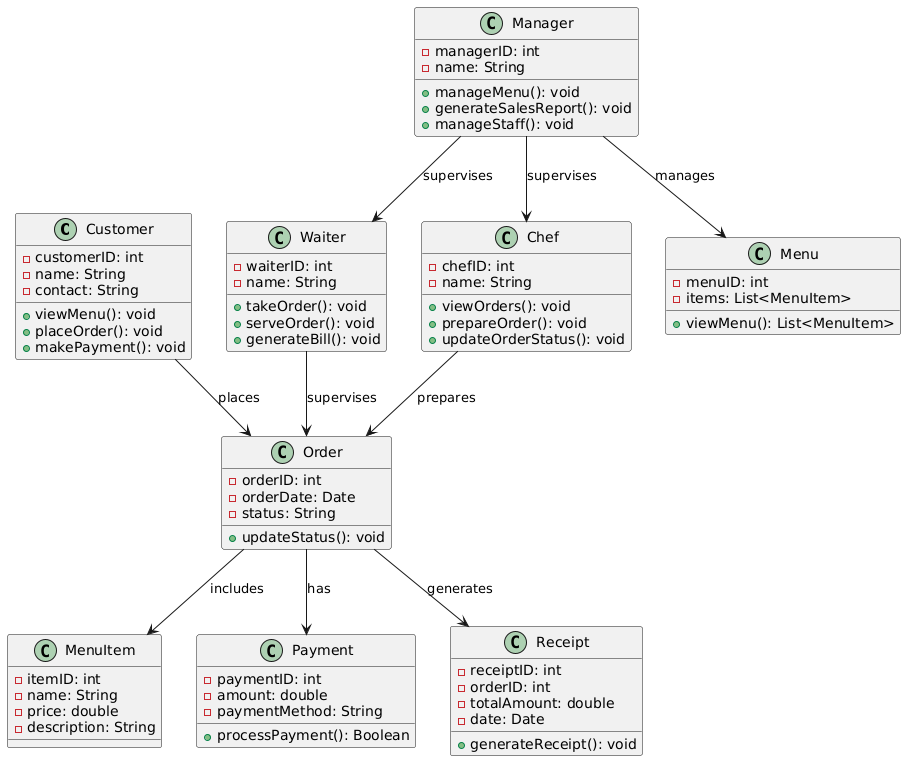 Manager
managerID: int
name: String
manageMenu(): void
generateSalesReport(): void
manageStaff(): void
supervises
supervises
manages
Customer
customerID: int
name: String
contact: String
viewMenu(): void
placeOrder(): void
makePayment(): void
Waiter
waiterID: int
name: String
takeOrder(): void
serveOrder(): void
generateBill(): void
Chef
chefID: int
name: String
viewOrders(): void
prepareOrder(): void
updateOrderStatus(): void
Menu
menuID: int
items: List<MenuItem>
viewMenu(): List<MenuItem>
places
supervises
prepares
Order
orderID: int
orderDate: Date
status: String
updateStatus(): void
includes
has
generates
MenuItem
itemID: int
name: String
price: double
description: String
Payment
paymentID: int
amount: double
paymentMethod: String
processPayment(): Boolean
Receipt
receiptID: int
orderID: int
totalAmount: double
date: Date
generateReceipt(): void